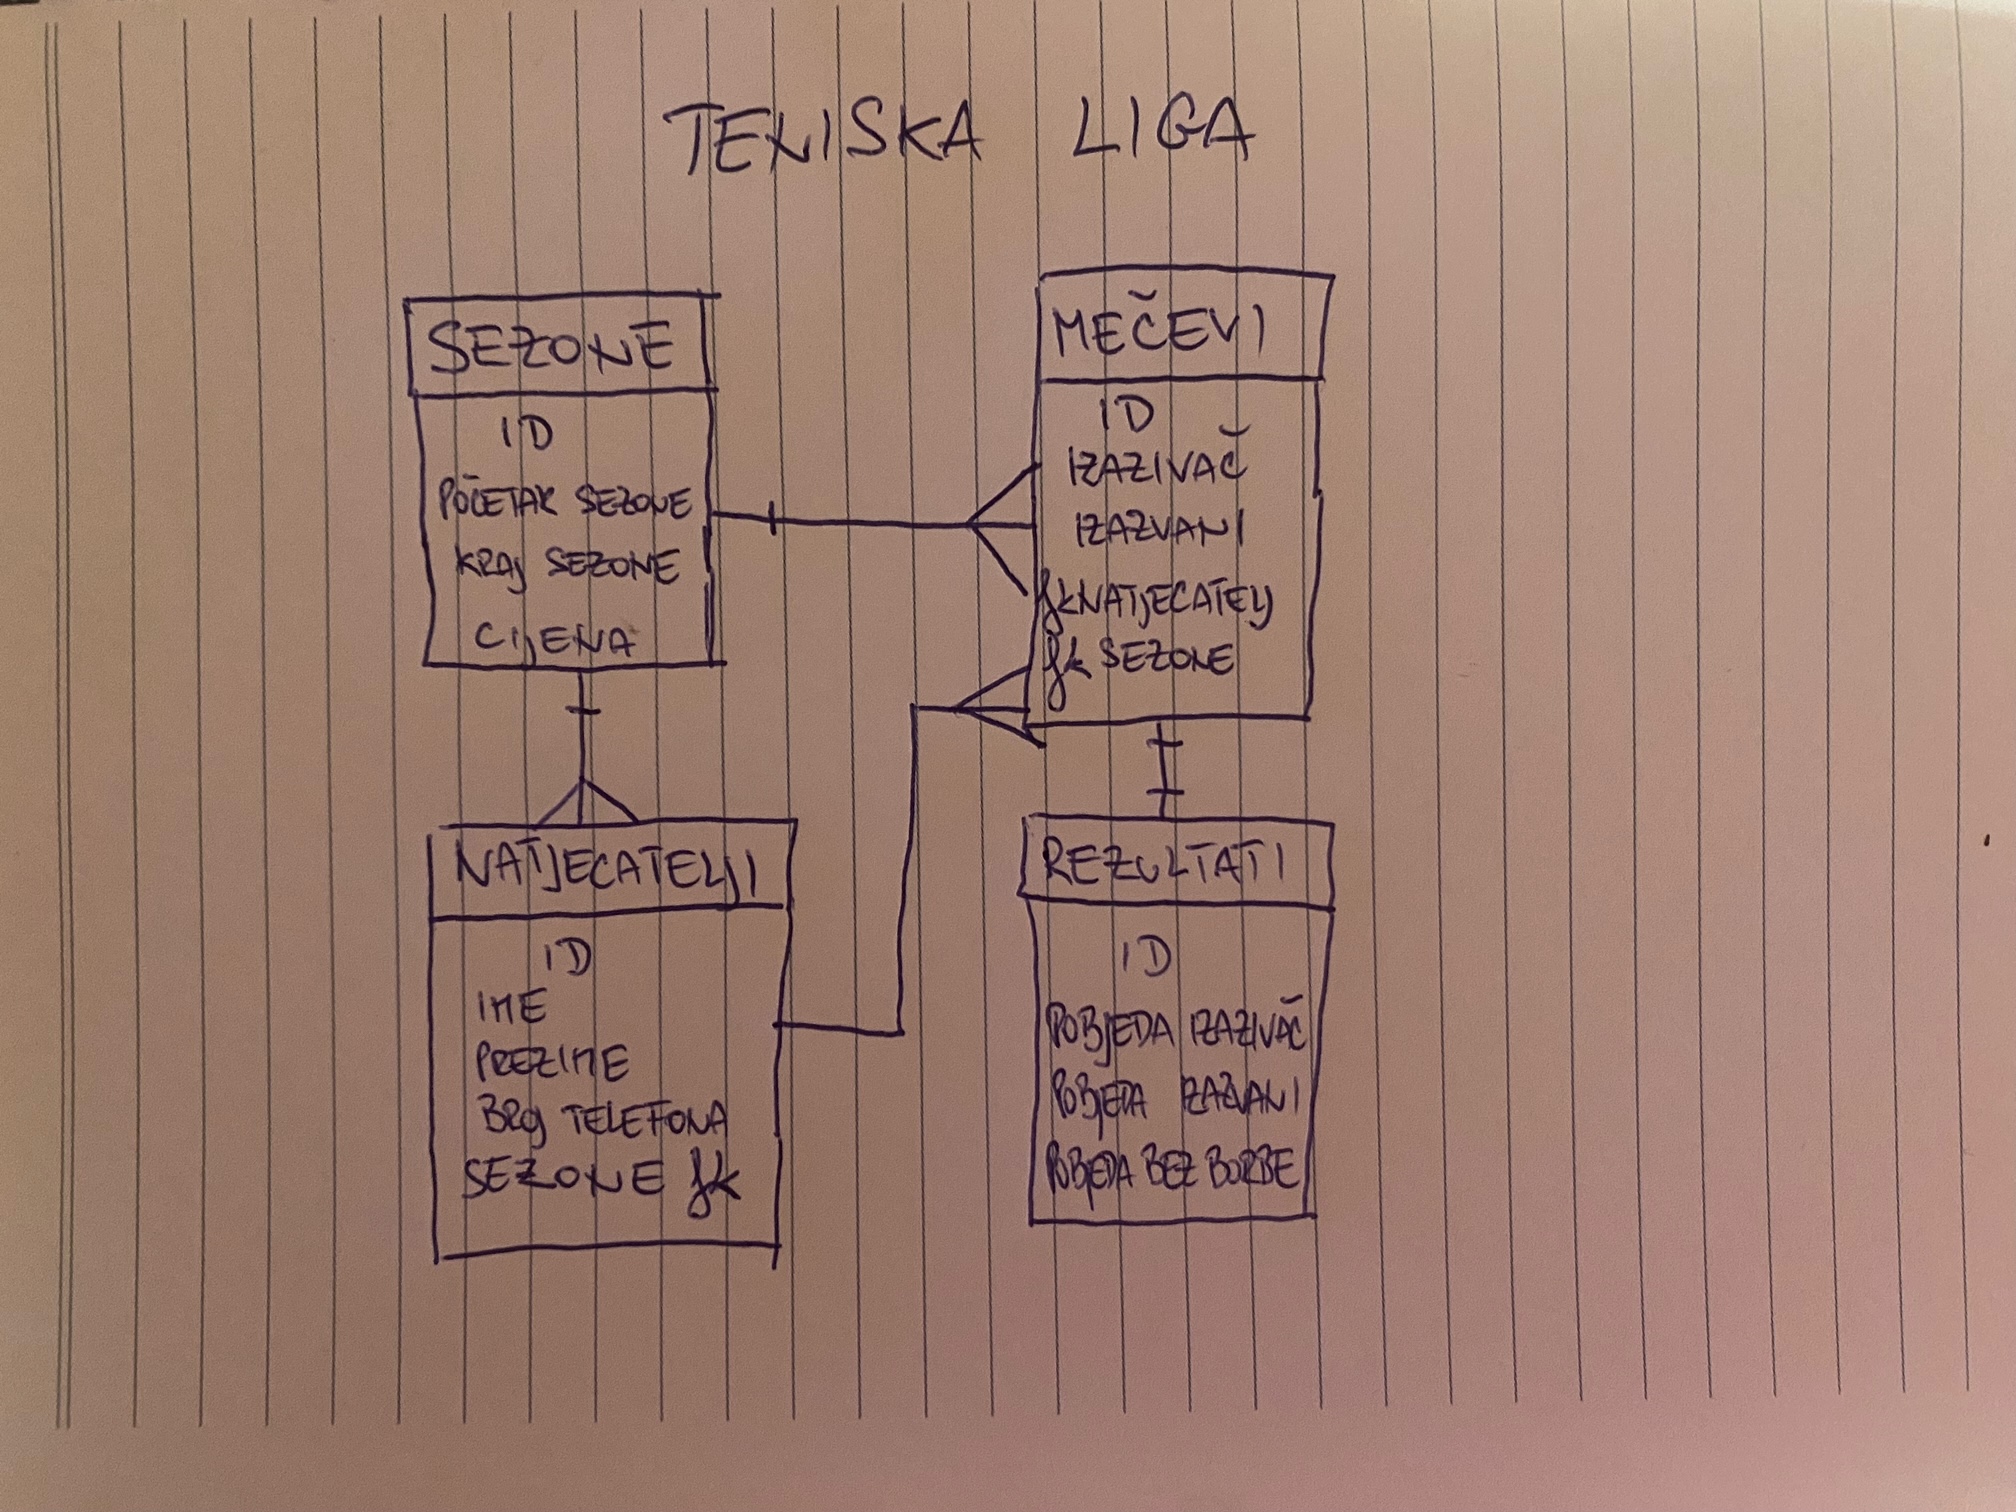 TENISKA LIGA
SEZONE
ID
POČETAK SEZONE
KRAJ SEZONE
CIJENA
MEČEVI
ID
IZAZIVAČ
IZAZVANI
fk NATJECATELJ
fk SEZONE
NATJECATELJI
ID
IME
PREZIME
BROJ TELEFONA
SEZONE fk
REZULTATI
ID
POBJEDA IZAZIVAČ
POBJEDA IZAZVANI
POBJEDA BEZ BORBE